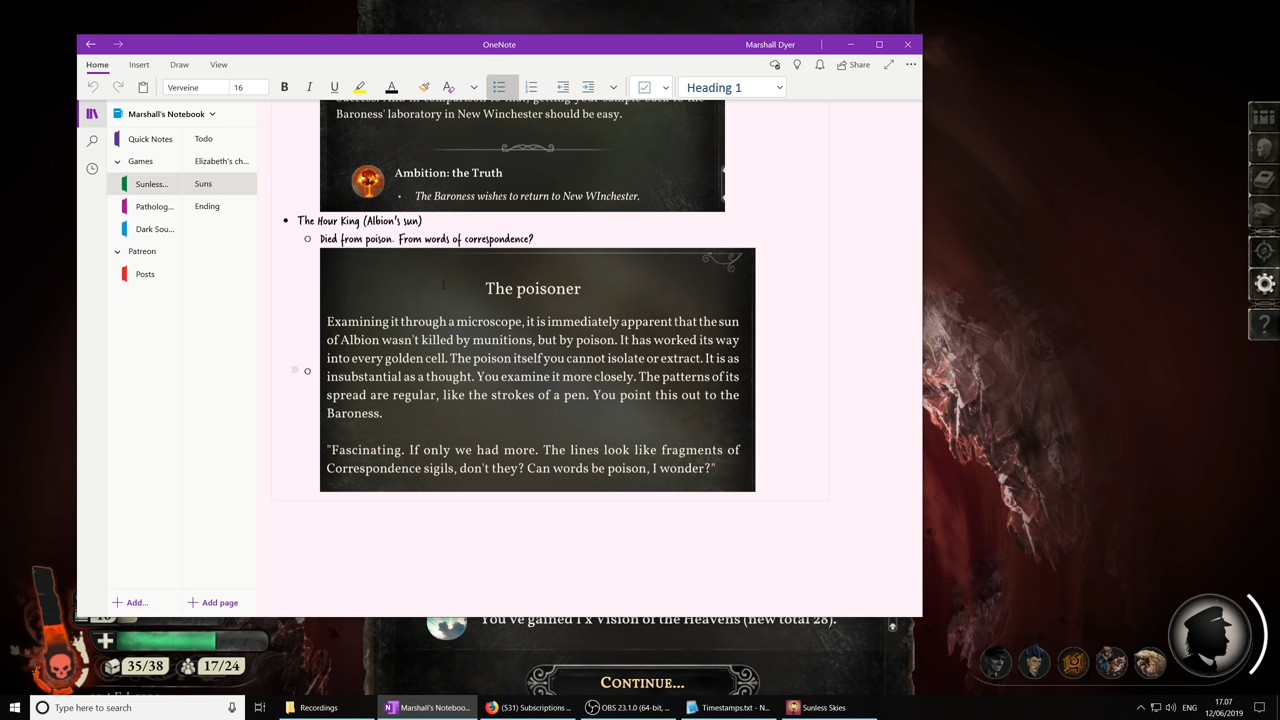 OneNote
Marshall Dyer
Home
Insert
Draw
View
Share
Verveine
16
B
I
U
A
Heading 1
Marshall's Notebook
Quick Notes
Games
Sunless...
Patholog...
Dark Sou...
Patreon
Posts
Todo
Elizabeth's ch...
Suns
Ending
Baroness' laboratory in New Winchester should be easy.
Ambition: the Truth
The Baroness wishes to return to New WInchester.
The Hour King (Albion's sun)
Died from poison. From words of correspondence?
The poisoner
Examining it through a microscope, it is immediately apparent that the sun
of Albion wasn't killed by munitions, but by poison. It has worked its way
into every golden cell. The poison itself you cannot isolate or extract. It is as
insubstantial as a thought. You examine it more closely. The patterns of its
spread are regular, like the strokes of a pen. You point this out to the
Baroness.
"Fascinating. If only we had more. The lines look like fragments of
Correspondence sigils, don't they? Can words be poison, I wonder?"
Add...
Add page
You've gained 1 x Vision of the Heavens (new total 28).
35/38
17/24
CONTINUE...
Type here to search
Recordings
Marshall's Noteboo...
(531) Subscriptions ...
OBS 23.1.0 (64-bit, ...
Timestamps.txt - N...
Sunless Skies
ENG
17.07
12/06/2019